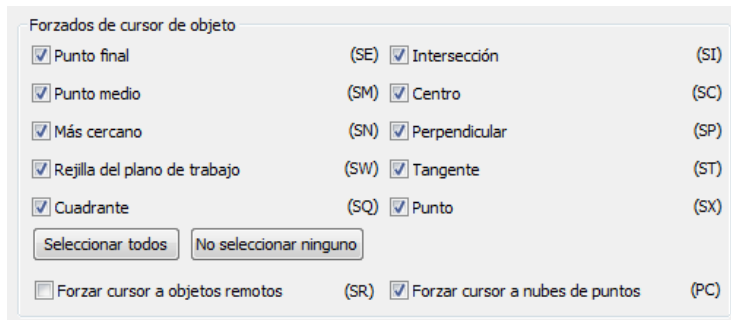 Forzados de cursor de objeto
Punto final (SE) Intersección (SI)
Punto medio (SM) Centro (SC)
Más cercano (SN) Perpendicular (SP)
Rejilla del plano de trabajo (SW) Tangente (ST)
Cuadrante (SQ) Punto (SX)
Seleccionar todos No seleccionar ninguno
Forzar cursor a objetos remotos (SR) Forzar cursor a nubes de puntos (PC)